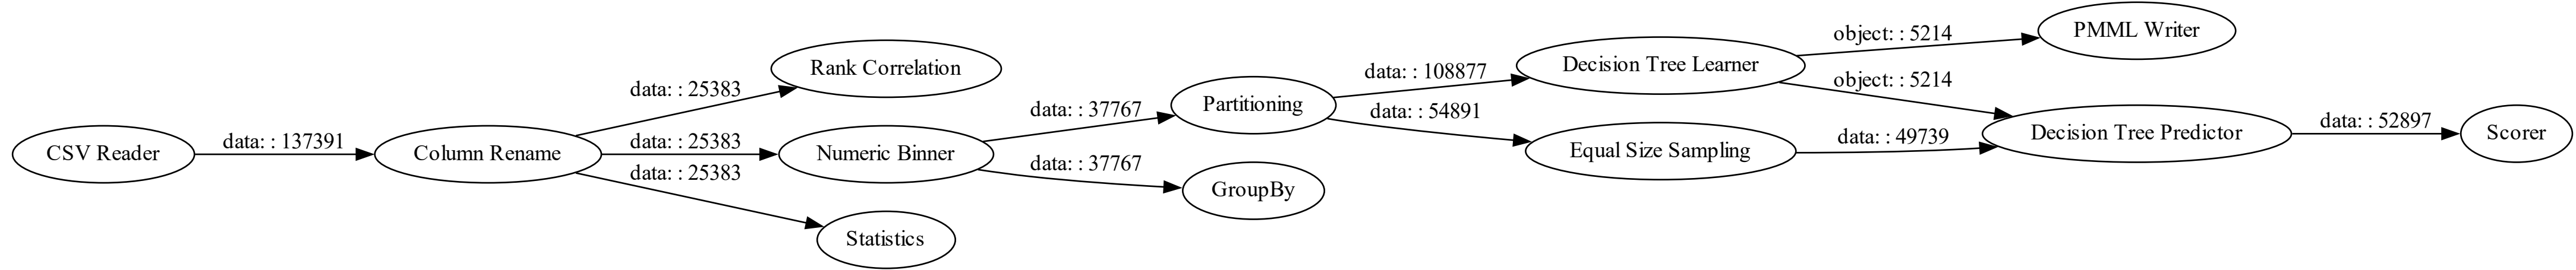 CSV Reader
data: : 137391
Column Rename
data: : 25383
data: : 25383
data: : 25383
Rank Correlation
Numeric Binner
Statistics
data: : 37767
data: : 37767
Partitioning
GroupBy
data: : 108877
data: : 54891
Decision Tree Learner
Equal Size Sampling
object: : 5214
object: : 5214
data: : 49739
PMML Writer
Decision Tree Predictor
data: : 52897
Scorer